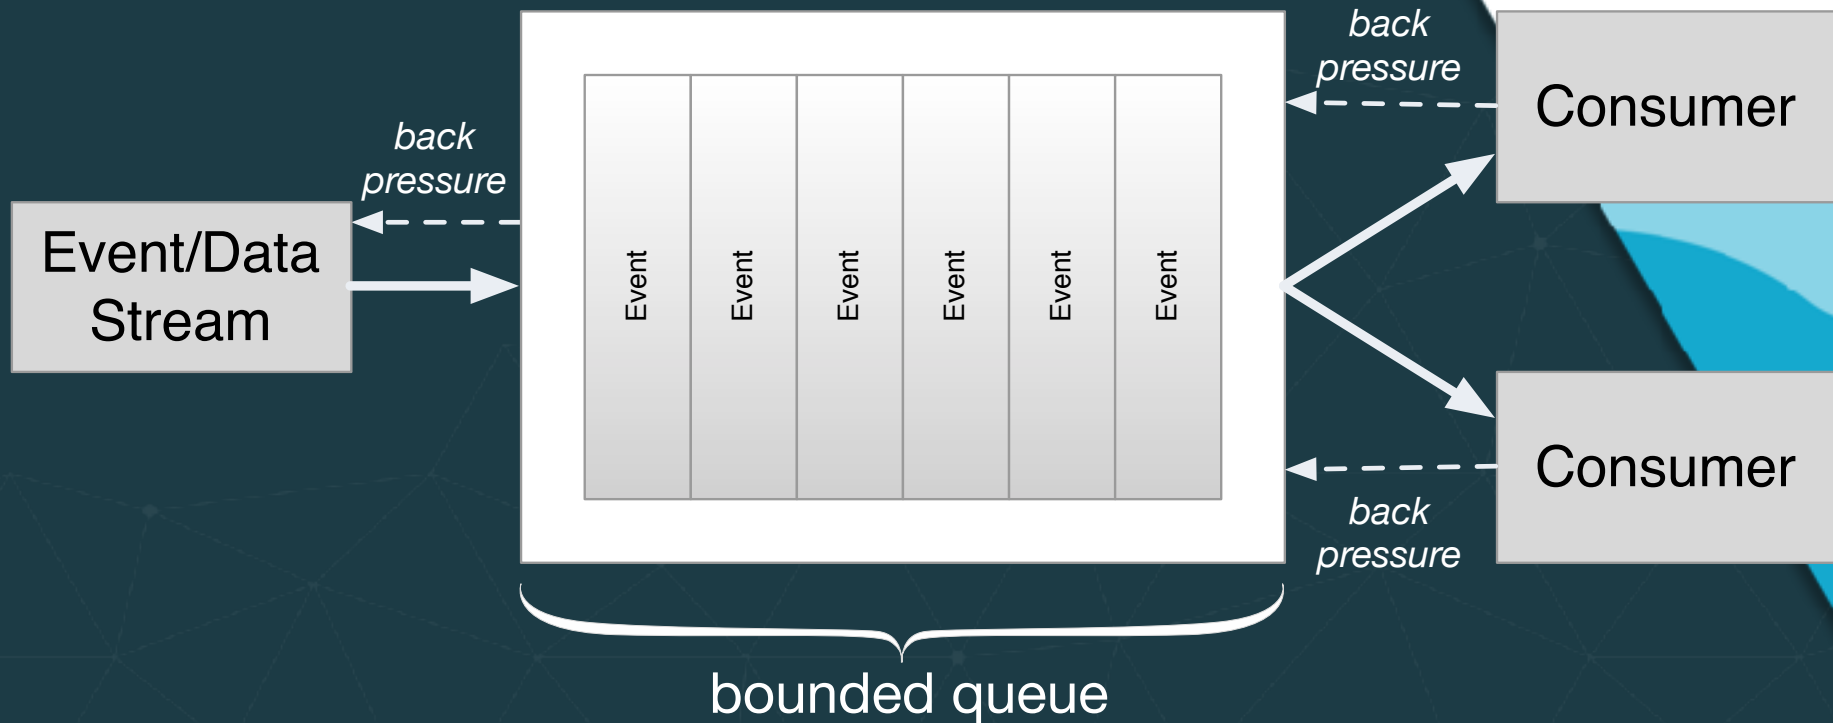 back
pressure
Event/Data
Stream
Event
Event
Event
Event
Event
Event
back
pressure
Consumer
Consumer
back
pressure
bounded queue